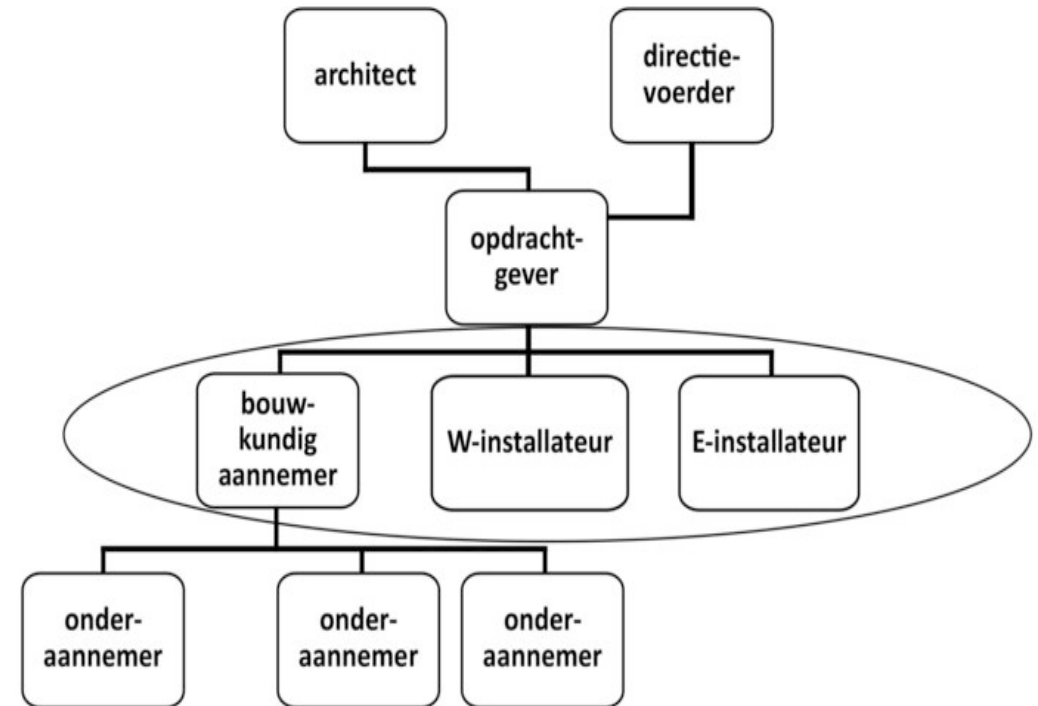 architect
directie-
voerder
opdracht-
gever
bouw-
kundig
aannemer
W-installateur
E-installateur
onder-
aannemer
onder-
aannemer
onder-
aannemer